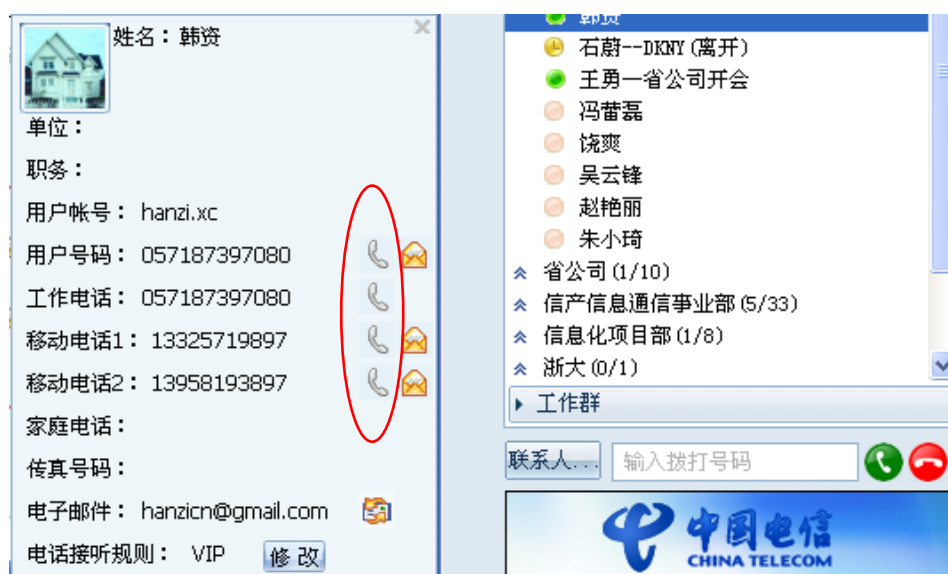 姓名：韩资
单位：
职务：
用户帐号： hanzi.xc
用户号码： 057187397080
工作电话： 057187397080
移动电话1： 13325719897
移动电话2： 13958193897
家庭电话：
传真号码：
电子邮件： hanzicn@gmail.com
电话接听规则： VIP 修 改
韩资
石蔚--DKNY(离开)
王勇—省公司开会
冯苗磊
饶爽
吴云锋
赵艳丽
朱小琦
省公司(1/10)
信产信息通信事业部(5/33)
信息化项目部(1/8)
浙大(0/1)
工作群
联系人... 输入拨打号码
中国电信
CHINA TELECOM